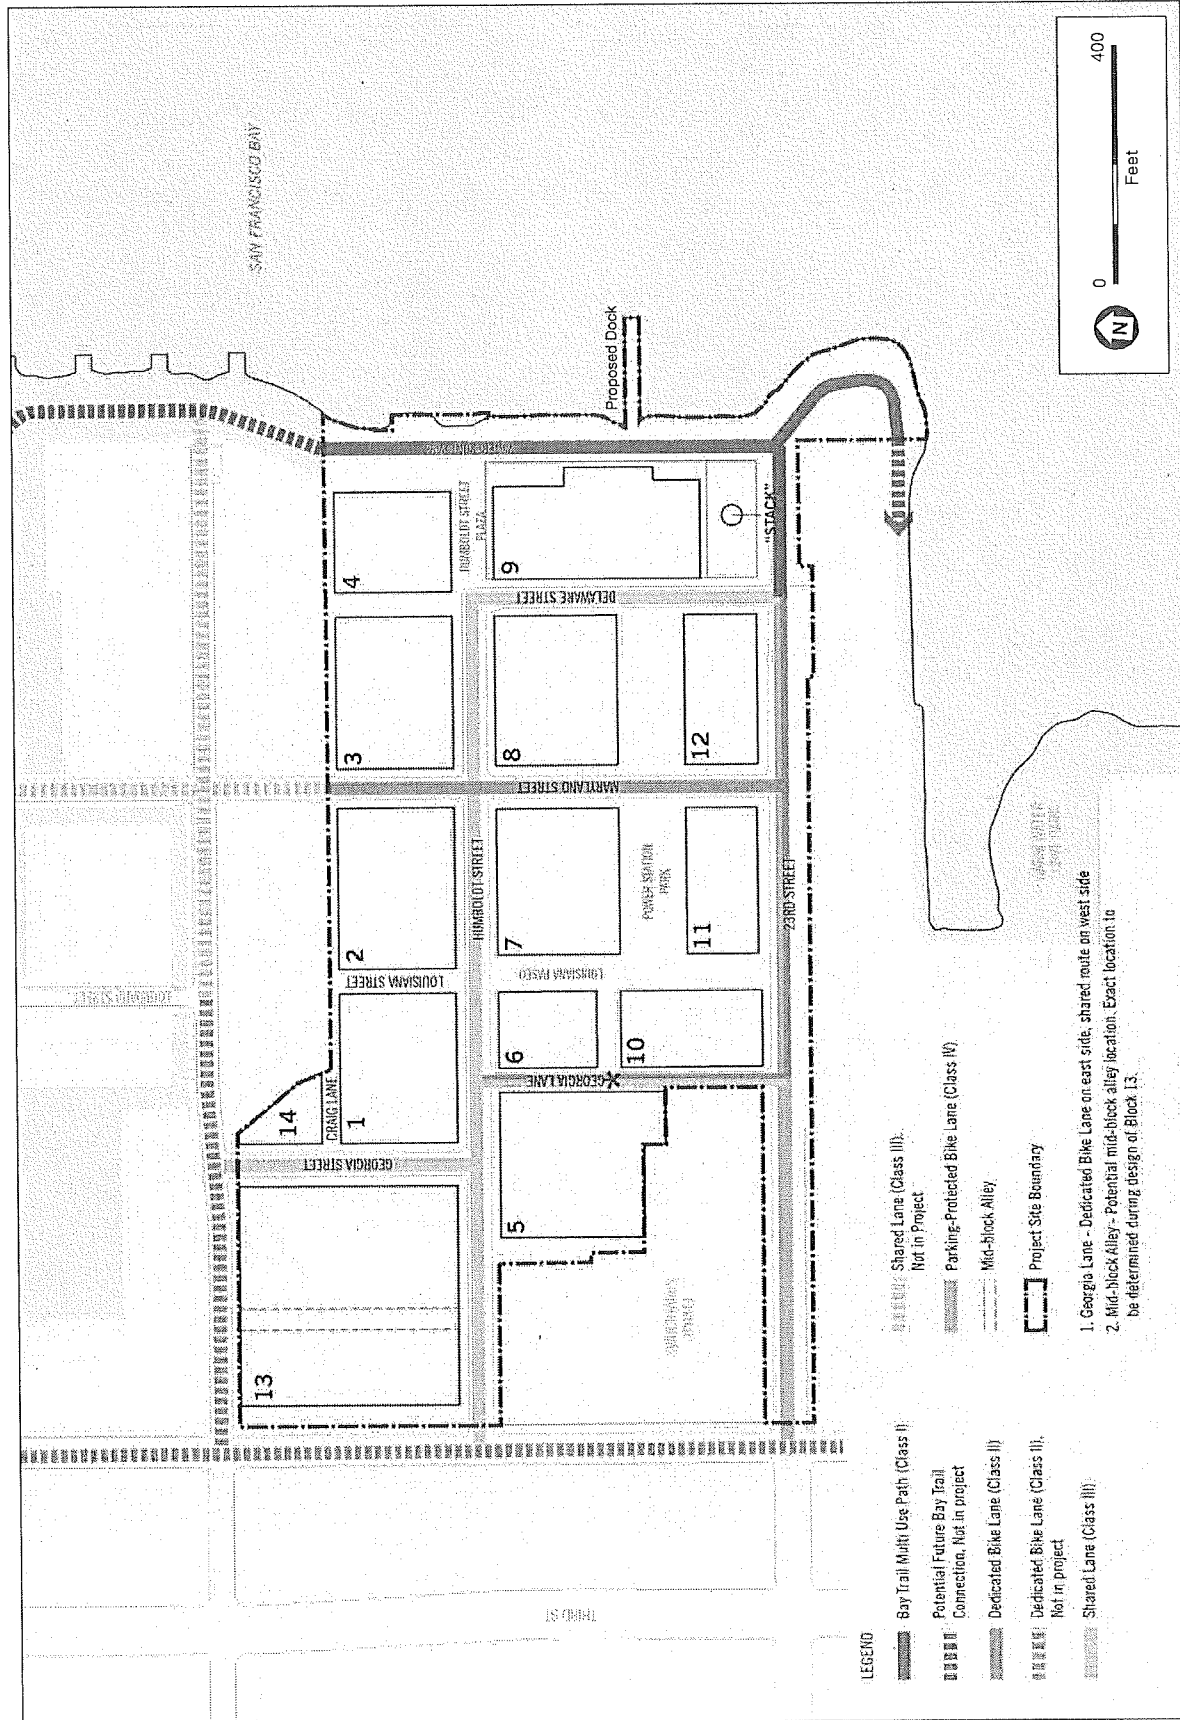 SAN FRANCISCO BAY
Proposed Dock
4
HUMBOLDT STREET
PLAZA
9
"STACK"
3
DELAWARE STREET
8
12
MARYLAND STREET
2
HUMBOLDT STREET
7
POWER STATION
PARK
11
23RD STREET
LOUISIANA STREET
LOUISIANA STREET
LOUISIANA PASEO
14
CRAIG LANE
1
6
10
GEORGIA LANE
GEORGIA STREET
5
13
THIRD ST
LEGEND
Bay Trail Multi Use Path (Class I)
Potential Future Bay Trail
Connection, Not in project
Dedicated Bike Lane (Class II)
Dedicated Bike Lane (Class II),
Not in project
Shared Lane (Class III)
Shared Lane (Class III),
Not in Project
Parking-Protected Bike Lane (Class IV)
Mid-block Alley
Project Site Boundary
1. Georgia Lane - Dedicated Bike Lane on east side, shared route on west side
2. Mid-block Alley - Potential mid-block alley location. Exact location to
be determined during design of Block 13.
N
0
400
Feet